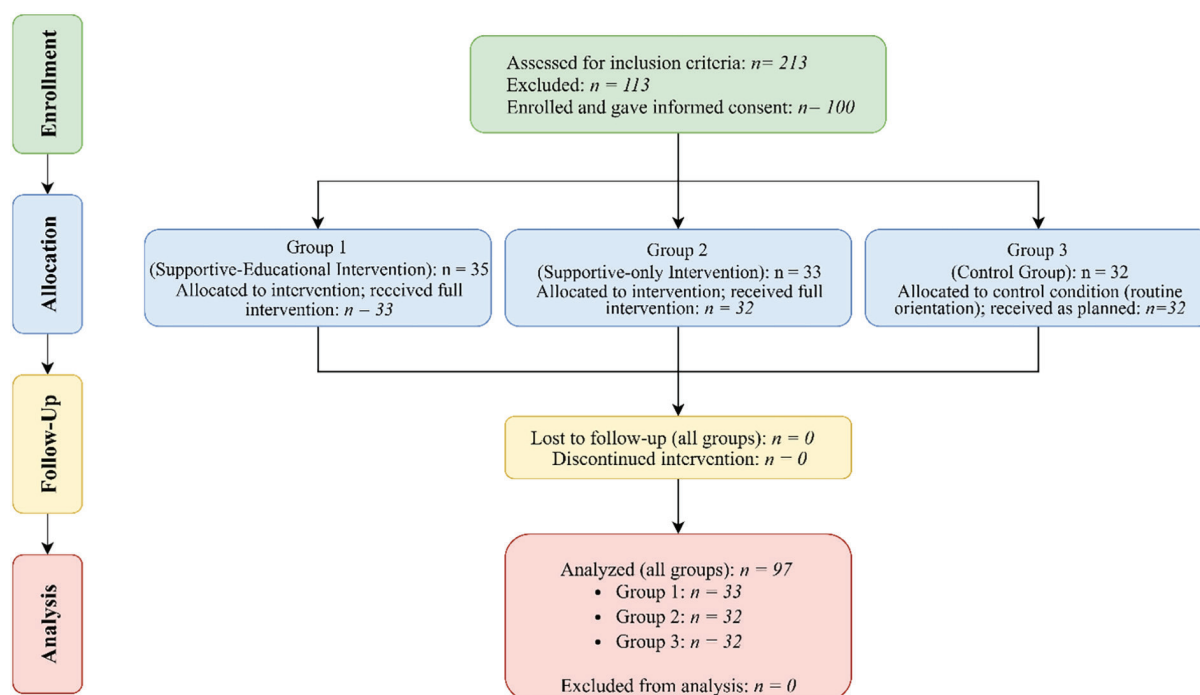 Enrollment
Assessed for inclusion criteria: n= 213
Excluded: n = 113
Enrolled and gave informed consent: n= 100
Allocation
Group 1
(Supportive-Educational Intervention): n = 35
Allocated to intervention; received full
intervention: n = 33
Group 2
(Supportive-only Intervention): n = 33
Allocated to intervention; received full
intervention: n = 32
Group 3
(Control Group): n = 32
Allocated to control condition (routine
orientation); received as planned: n=32
Follow-Up
Lost to follow-up (all groups): n = 0
Discontinued intervention: n = 0
Analysis
Analyzed (all groups): n = 97
• Group 1: n = 33
• Group 2: n = 32
• Group 3: n = 32
Excluded from analysis: n = 0